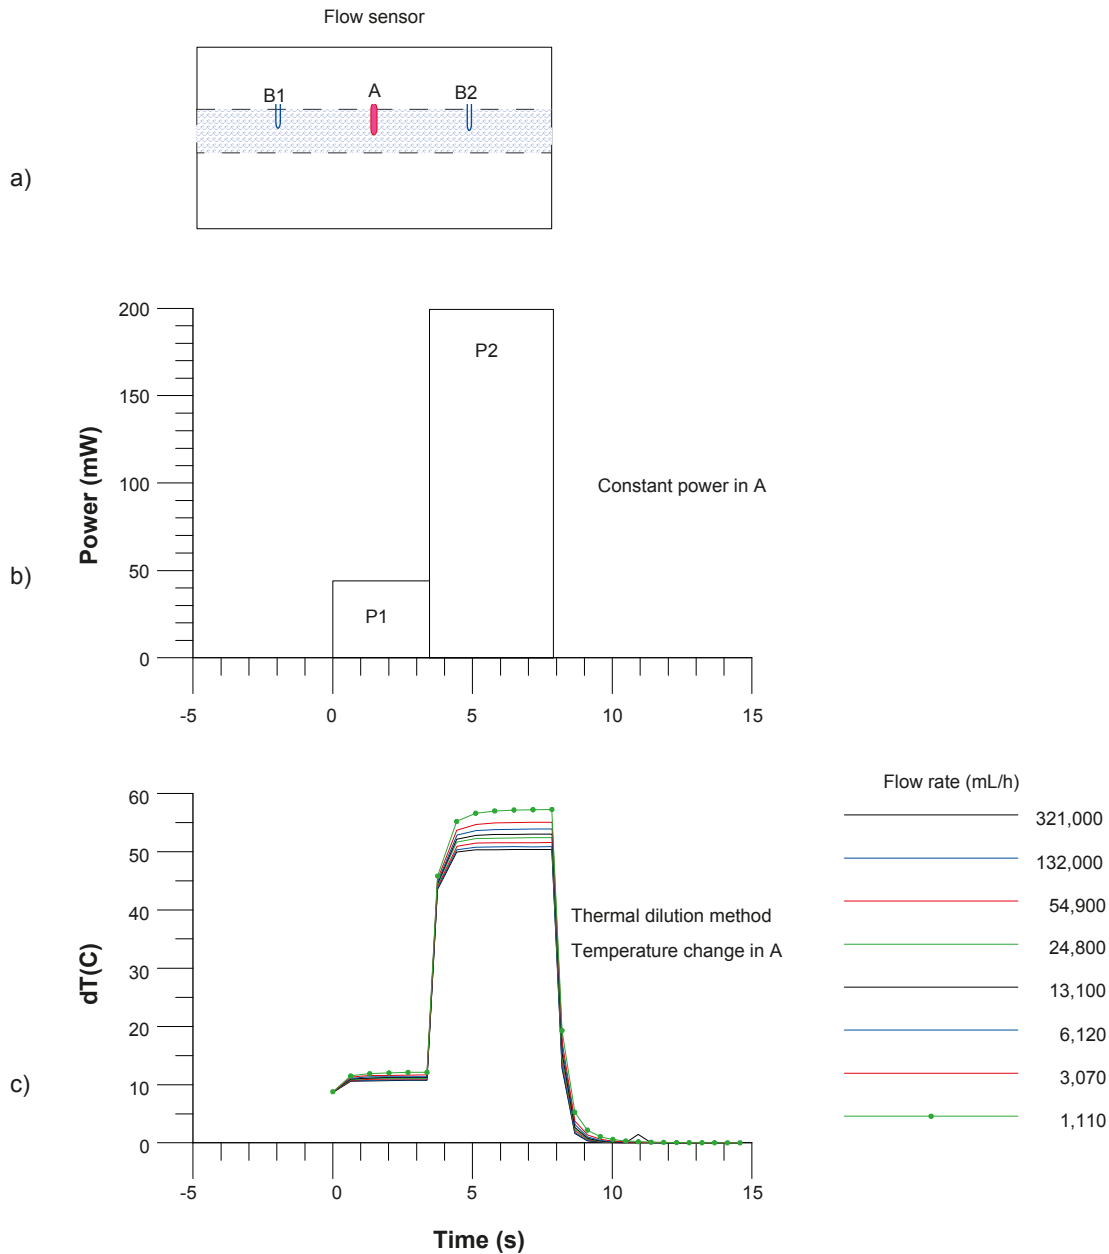 Flow sensor
B1
A
B2
a)
200
150
100
50
0
Power (mW)
P2
P1
Constant power in A
b)
-5
0
5
10
15
60
50
40
30
20
10
0
dT(C)
Thermal dilution method
Temperature change in A
c)
-5
0
5
10
15
Time (s)
Flow rate (mL/h)
321,000
132,000
54,900
24,800
13,100
6,120
3,070
1,110